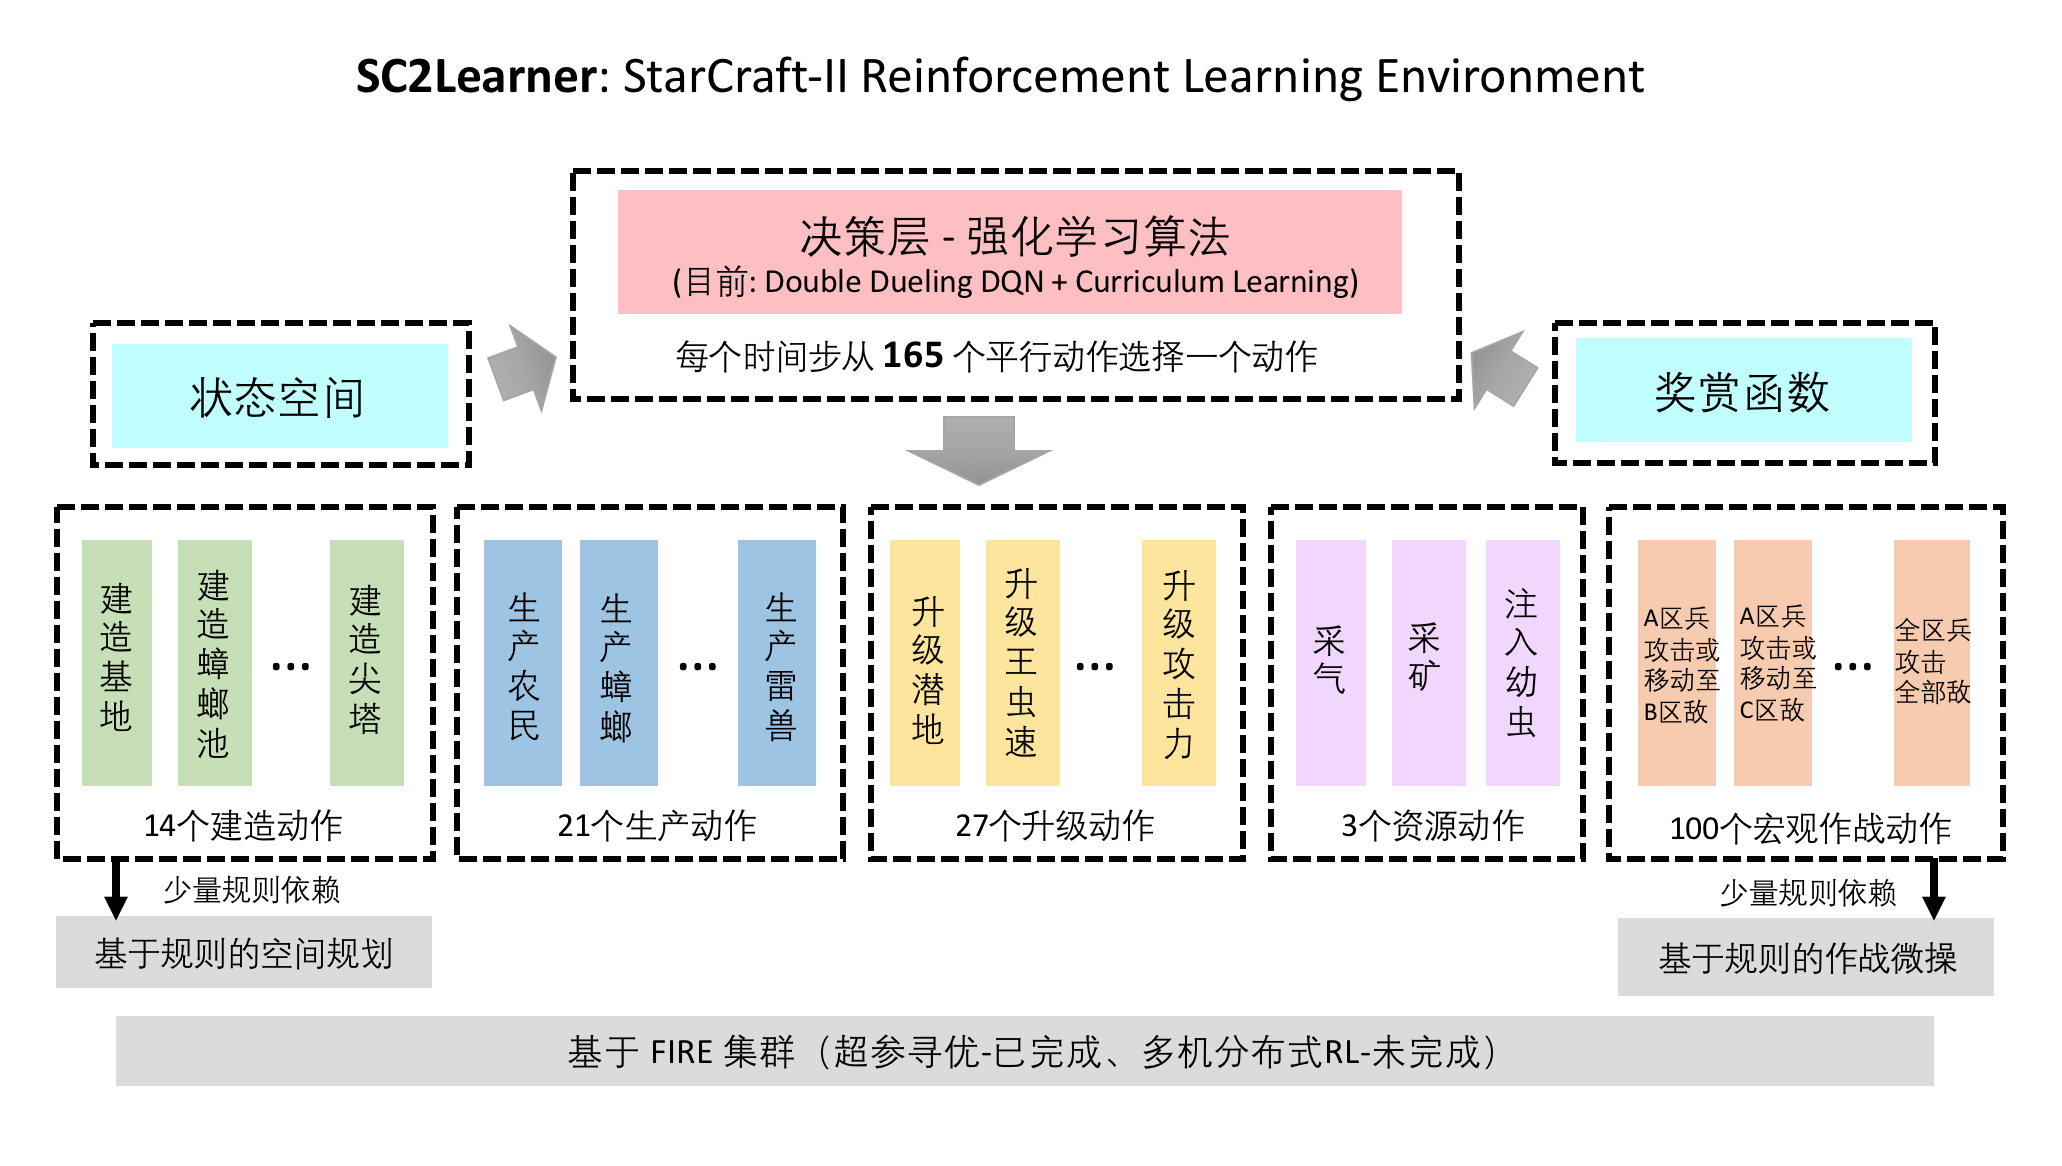 SC2Learner: StarCraft-II Reinforcement Learning Environment
决策层 - 强化学习算法
(目前: Double Dueling DQN + Curriculum Learning)
每个时间步从 165 个平行动作选择一个动作
状态空间
奖赏函数
建造基地
建造蟑螂池
...
建造尖塔
14个建造动作
生产农民
生产蟑螂
...
生产雷兽
21个生产动作
升级潜地
升级王虫速
...
升级攻击力
27个升级动作
采气
采矿
注入幼虫
3个资源动作
A区兵
攻击或
移动至
B区敌
A区兵
攻击或
移动至
C区敌
...
全区兵
攻击
全部敌
100个宏观作战动作
少量规则依赖
基于规则的空间规划
少量规则依赖
基于规则的作战微操
基于 FIRE 集群（超参寻优-已完成、多机分布式RL-未完成）